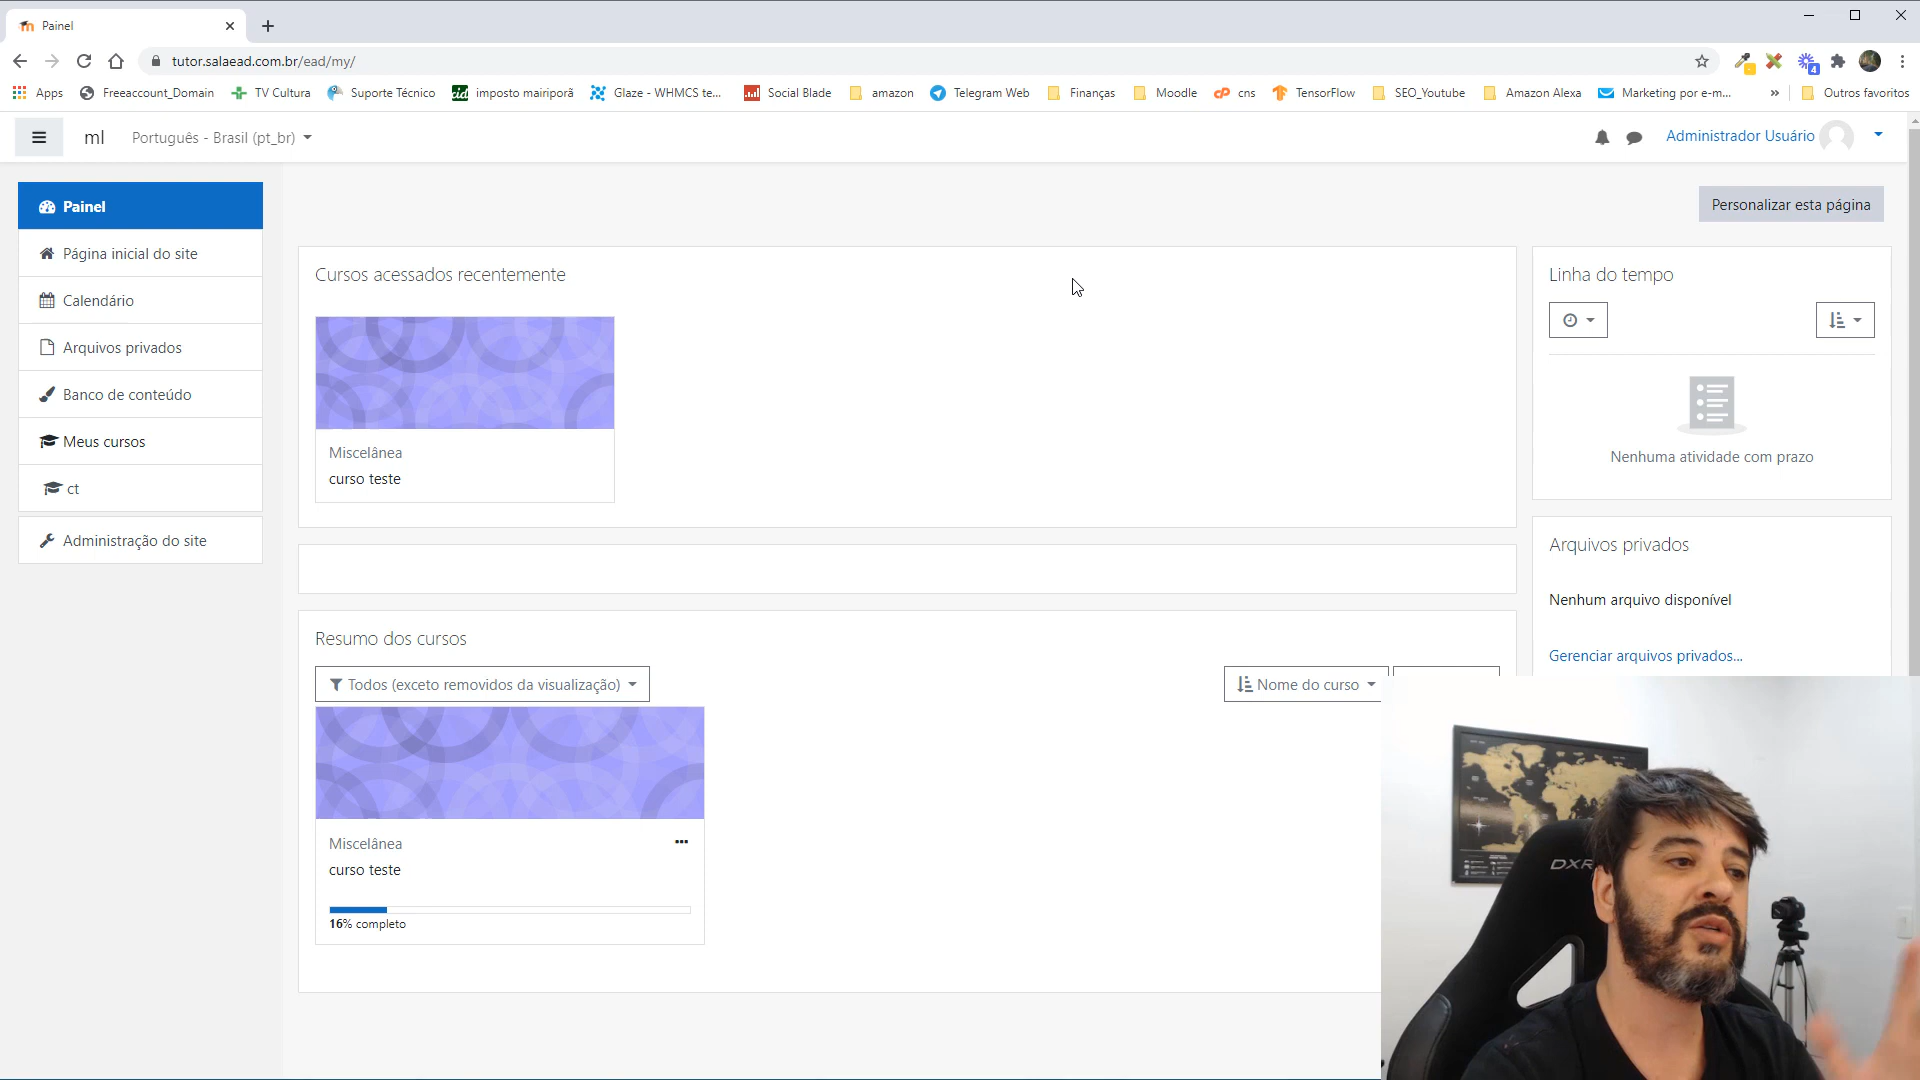 Painel
tutor.salaead.com.br/ead/my/
4
Apps
Freeaccount_Domain
TV Cultura
Suporte Técnico
cid
imposto mairiporã
Glaze - WHMCS te...
Social Blade
amazon
Telegram Web
Finanças
Moodle
cP
cns
TensorFlow
SEO_Youtube
Amazon Alexa
Marketing por e-m...
»
Outros favoritos
ml
Português - Brasil (pt_br)
Administrador Usuário
Painel
Página inicial do site
Calendário
Arquivos privados
Banco de conteúdo
Meus cursos
ct
Administração do site
Personalizar esta página
Cursos acessados recentemente
Miscelânea
curso teste
Resumo dos cursos
Todos (exceto removidos da visualização)
Nome do curso
Miscelânea
curso teste
16% completo
Linha do tempo
Nenhuma atividade com prazo
Arquivos privados
Nenhum arquivo disponível
Gerenciar arquivos privados...
DXR